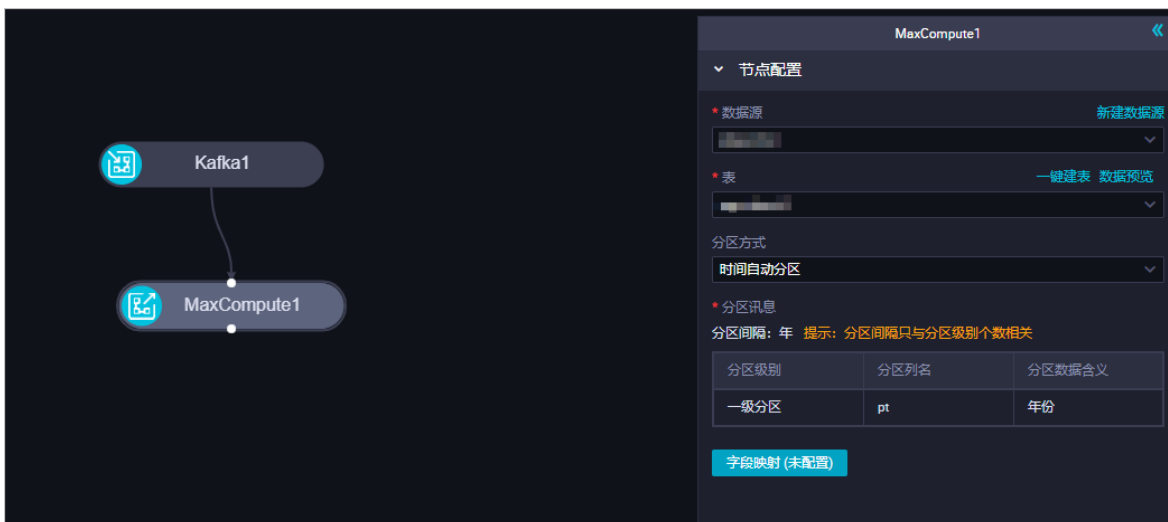 Kafka1
MaxCompute1
MaxCompute1
节点配置
* 数据源 新建数据源
* 表 一键建表 数据预览
分区方式
时间自动分区
* 分区讯息
分区间隔：年 提示：分区间隔只与分区级别个数相关
分区级别 分区列名 分区数据含义
一级分区 pt 年份
字段映射 (未配置)